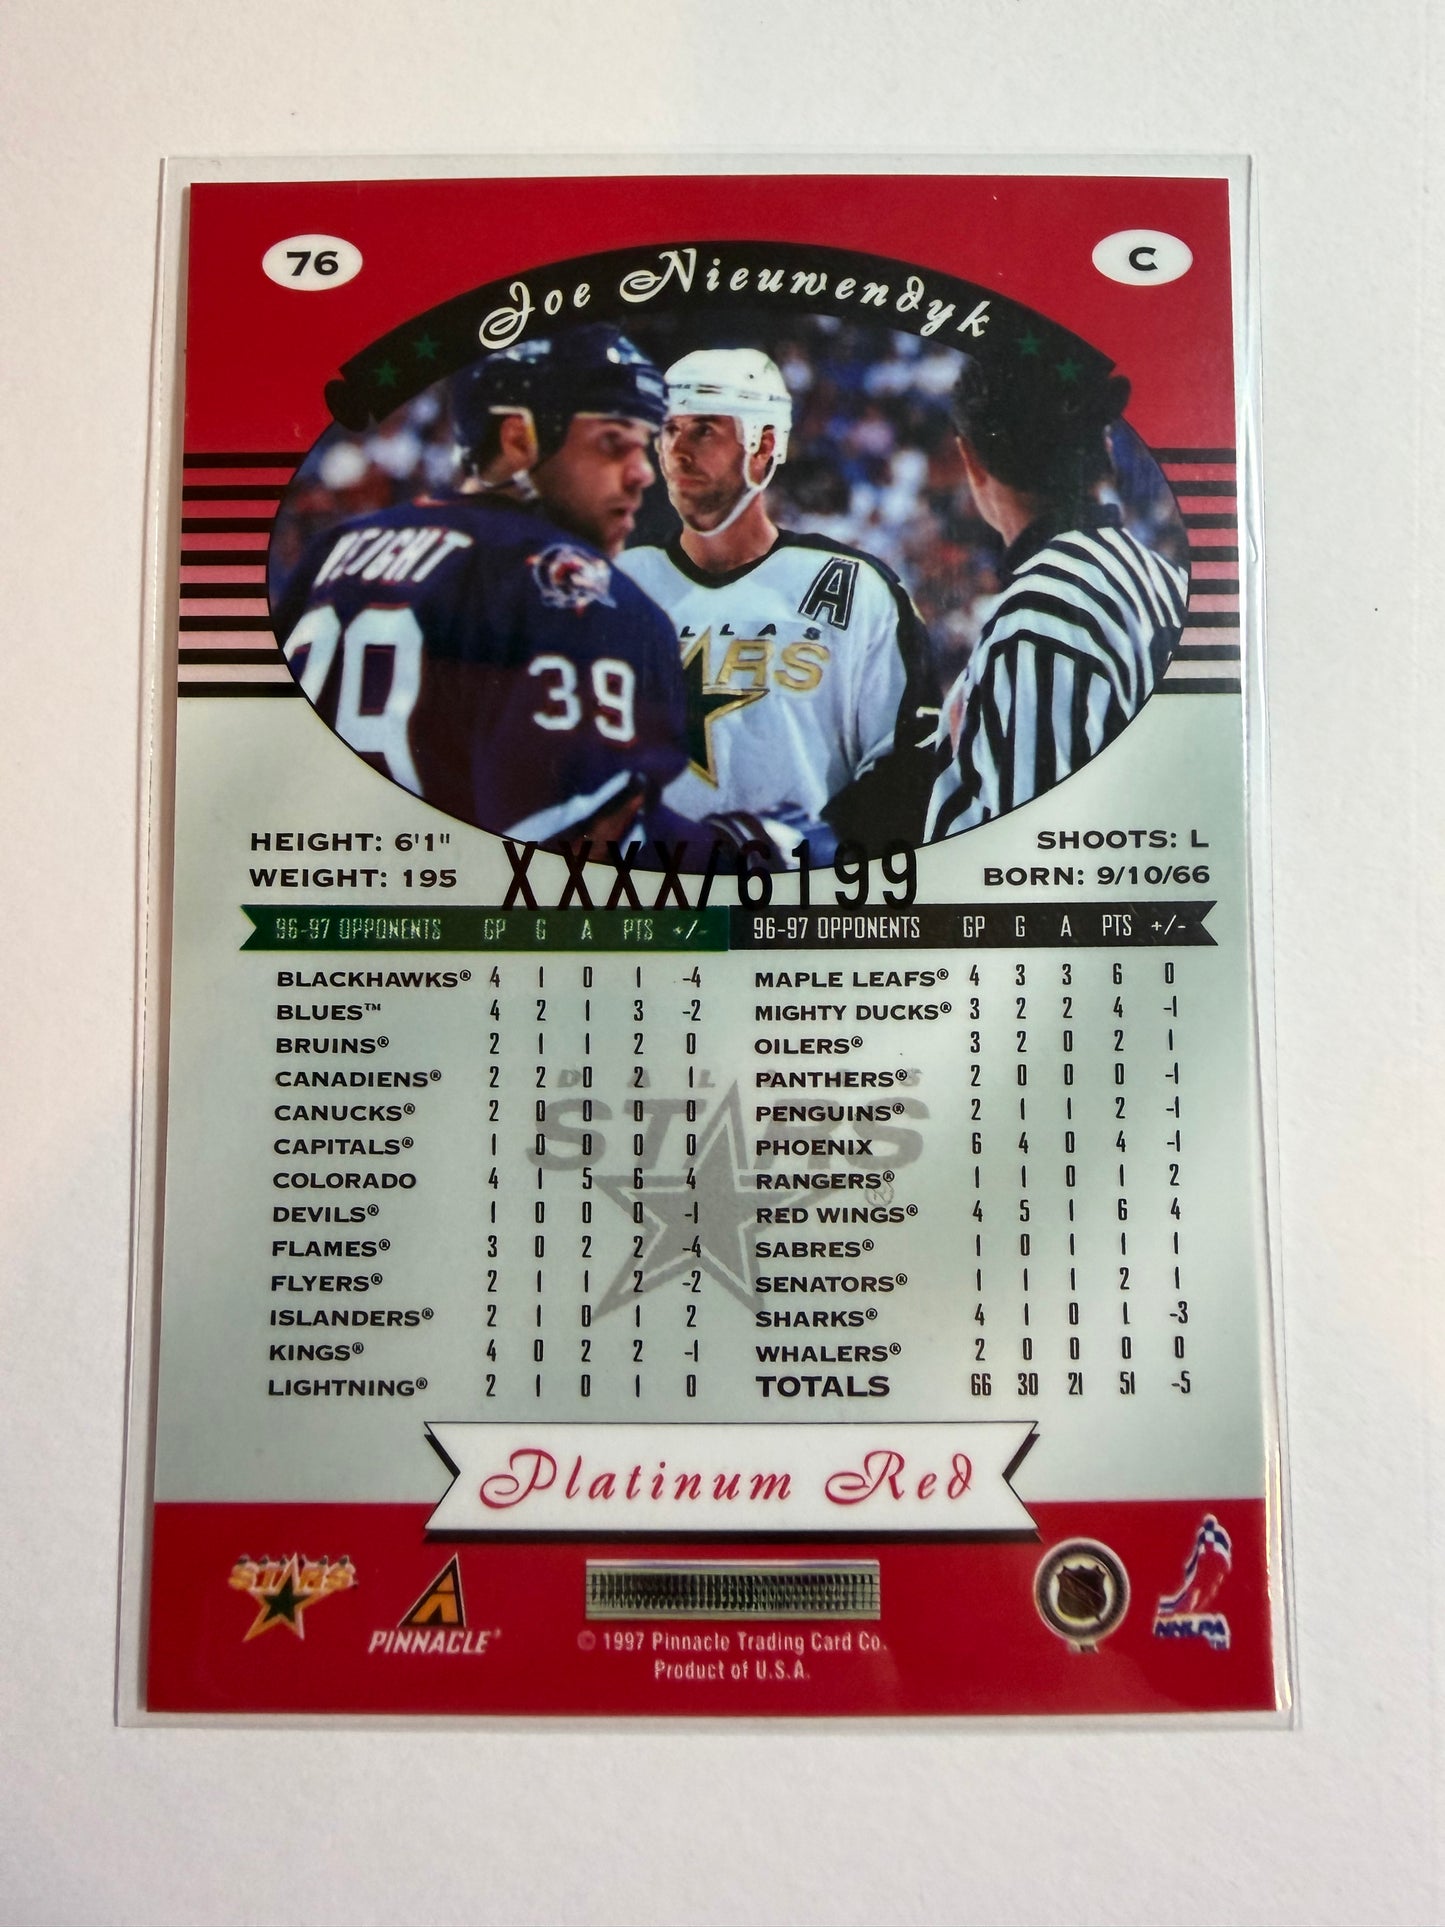 76
C
Joe Nieuwendyk
39
39
A
DALLAS
STARS
HEIGHT: 6'1"
WEIGHT: 195
SHOOTS: L
BORN: 9/10/66
XXXX/6199
96-97 OPPONENTS GP G A PTS +/-
BLACKHAWKS® 4 1 0 1 -4
BLUES™ 4 2 1 3 -2
BRUINS® 2 1 1 2 0
CANADIENS® 2 2 0 2 1
CANUCKS® 2 0 0 0 0
CAPITALS® 1 0 0 0 0
COLORADO 4 1 5 6 4
DEVILS® 1 0 0 0 -1
FLAMES® 3 0 2 2 -4
FLYERS® 2 1 1 2 -2
ISLANDERS® 2 1 0 1 2
KINGS® 4 0 2 2 -1
LIGHTNING® 2 1 0 1 0
96-97 OPPONENTS GP G A PTS +/-
MAPLE LEAFS® 4 3 3 6 0
MIGHTY DUCKS® 3 2 2 4 -1
OILERS® 3 2 0 2 1
PANTHERS® 2 0 0 0 -1
PENGUINS® 2 1 1 2 -1
PHOENIX 6 4 0 4 -1
RANGERS® 1 1 0 1 2
RED WINGS® 4 5 1 6 4
SABRES® 1 0 1 1 1
SENATORS® 1 1 1 2 1
SHARKS® 4 1 0 1 -3
WHALERS® 2 0 0 0 0
TOTALS 66 30 21 51 -5
DALLAS
STARS®
Platinum Red
STARS
PINNACLE®
© 1997 Pinnacle Trading Card Co.
Product of U.S.A.
NHLPA™